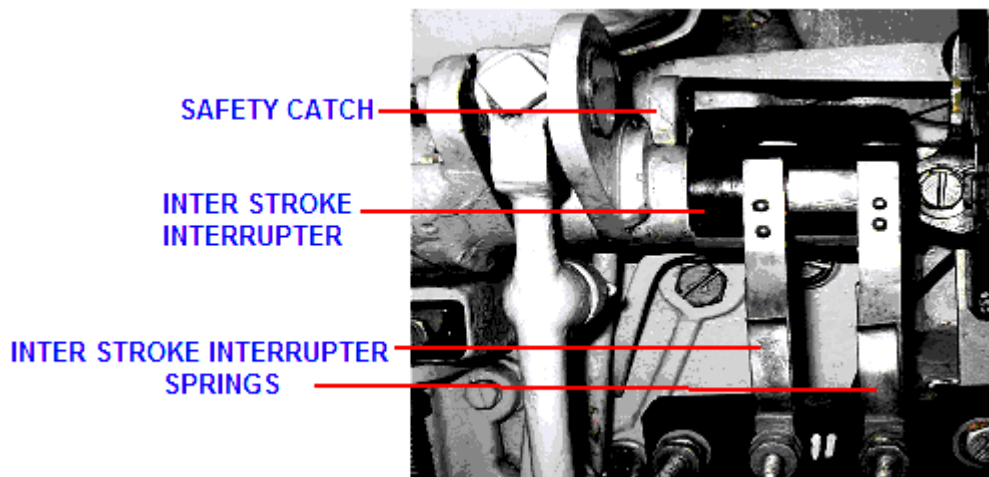 SAFETY CATCH
INTER STROKE
INTERRUPTER
INTER STROKE INTERRUPTER
SPRINGS